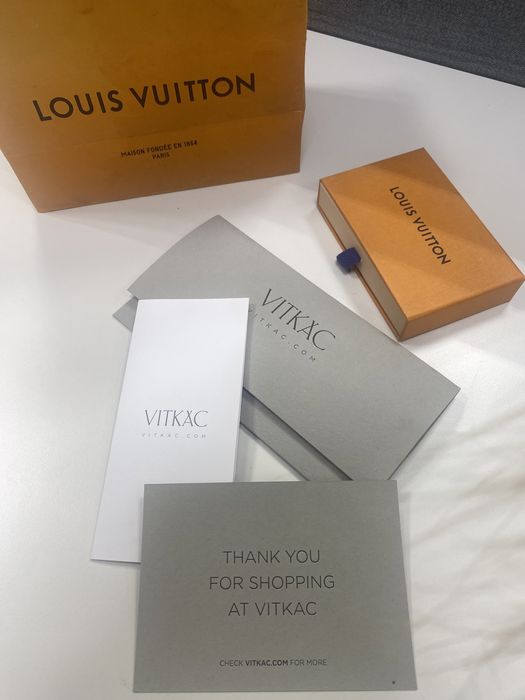 LOUIS VUITTON
MAISON FONDÉE EN 1854
PARIS
LOUIS VUITTON
VITKAC
VITKAC.COM
VITKAC
VITKAC.COM
THANK YOU
FOR SHOPPING
AT VITKAC
CHECK VITKAC.COM FOR MORE